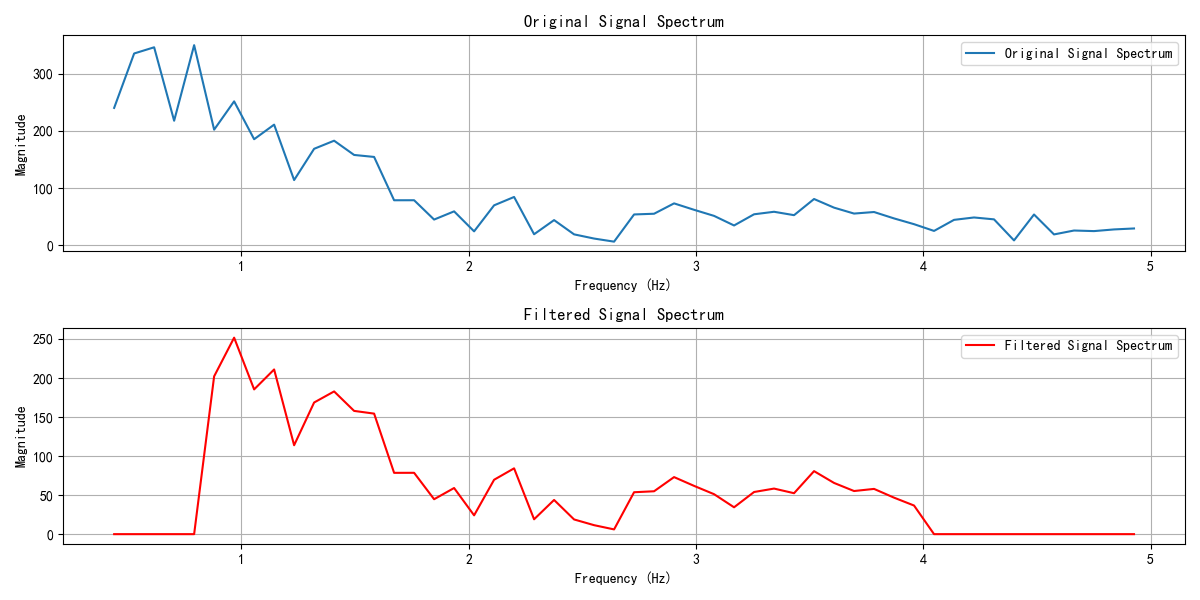 Original Signal Spectrum
Original Signal Spectrum
Magnitude
300
200
100
0
1 2 3 4 5
Frequency (Hz)
Filtered Signal Spectrum
Filtered Signal Spectrum
Magnitude
250
200
150
100
50
0
1 2 3 4 5
Frequency (Hz)